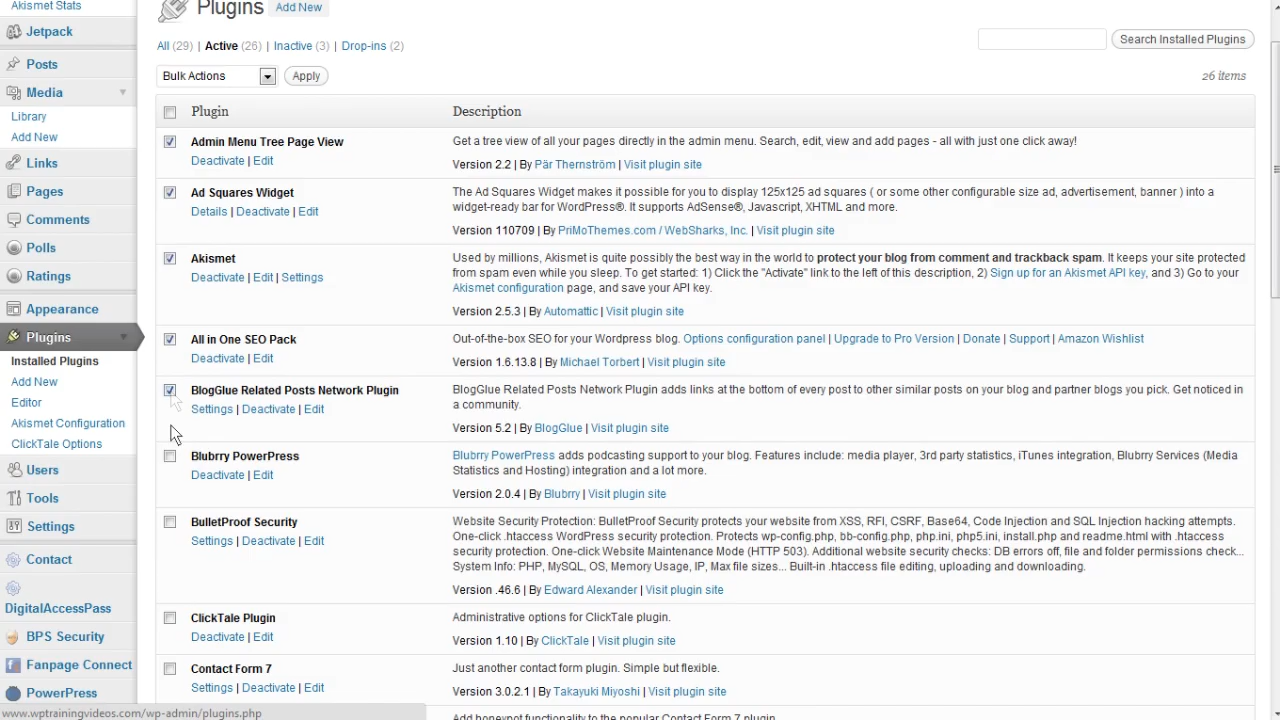 Akismet Stats
Jetpack
Posts
Media
Library
Add New
Links
Pages
Comments
Polls
Ratings
Appearance
Plugins
Installed Plugins
Add New
Editor
Akismet Configuration
ClickTale Options
Users
Tools
Settings
Contact
DigitalAccessPass
BPS Security
Fanpage Connect
PowerPress
www.wptrainingvideos.com/wp-admin/plugins.php
Plugins Add New
All (29) | Active (26) | Inactive (3) | Drop-ins (2)
Search Installed Plugins
Bulk Actions Apply
26 items
Plugin Description
Admin Menu Tree Page View
Deactivate | Edit
Get a tree view of all your pages directly in the admin menu. Search, edit, view and add pages - all with just one click away!
Version 2.2 | By Pär Thernström | Visit plugin site
Ad Squares Widget
Details | Deactivate | Edit
The Ad Squares Widget makes it possible for you to display 125x125 ad squares ( or some other configurable size ad, advertisement, banner ) into a
widget-ready bar for WordPress®. It supports AdSense®, Javascript, XHTML and more.
Version 110709 | By PriMoThemes.com / WebSharks, Inc. | Visit plugin site
Akismet
Deactivate | Edit | Settings
Used by millions, Akismet is quite possibly the best way in the world to protect your blog from comment and trackback spam. It keeps your site protected
from spam even while you sleep. To get started: 1) Click the "Activate" link to the left of this description, 2) Sign up for an Akismet API key, and 3) Go to your
Akismet configuration page, and save your API key.
Version 2.5.3 | By Automattic | Visit plugin site
All in One SEO Pack
Deactivate | Edit
Out-of-the-box SEO for your Wordpress blog. Options configuration panel | Upgrade to Pro Version | Donate | Support | Amazon Wishlist
Version 1.6.13.8 | By Michael Torbert | Visit plugin site
BlogGlue Related Posts Network Plugin
Settings | Deactivate | Edit
BlogGlue Related Posts Network Plugin adds links at the bottom of every post to other similar posts on your blog and partner blogs you pick. Get noticed in
a community.
Version 5.2 | By BlogGlue | Visit plugin site
Blubrry PowerPress
Deactivate | Edit
Blubrry PowerPress adds podcasting support to your blog. Features include: media player, 3rd party statistics, iTunes integration, Blubrry Services (Media
Statistics and Hosting) integration and a lot more.
Version 2.0.4 | By Blubrry | Visit plugin site
BulletProof Security
Settings | Deactivate | Edit
Website Security Protection: BulletProof Security protects your website from XSS, RFI, CSRF, Base64, Code Injection and SQL Injection hacking attempts.
One-click .htaccess WordPress security protection. Protects wp-config.php, bb-config.php, php.ini, php5.ini, install.php and readme.html with .htaccess
security protection. One-click Website Maintenance Mode (HTTP 503). Additional website security checks: DB errors off, file and folder permissions check...
System Info: PHP, MySQL, OS, Memory Usage, IP, Max file sizes... Built-in .htaccess file editing, uploading and downloading.
Version .46.6 | By Edward Alexander | Visit plugin site
ClickTale Plugin
Deactivate | Edit
Administrative options for ClickTale plugin.
Version 1.10 | By ClickTale | Visit plugin site
Contact Form 7
Settings | Deactivate | Edit
Just another contact form plugin. Simple but flexible.
Version 3.0.2.1 | By Takayuki Miyoshi | Visit plugin site
Add honeypot functionality to the popular Contact Form 7 plugin